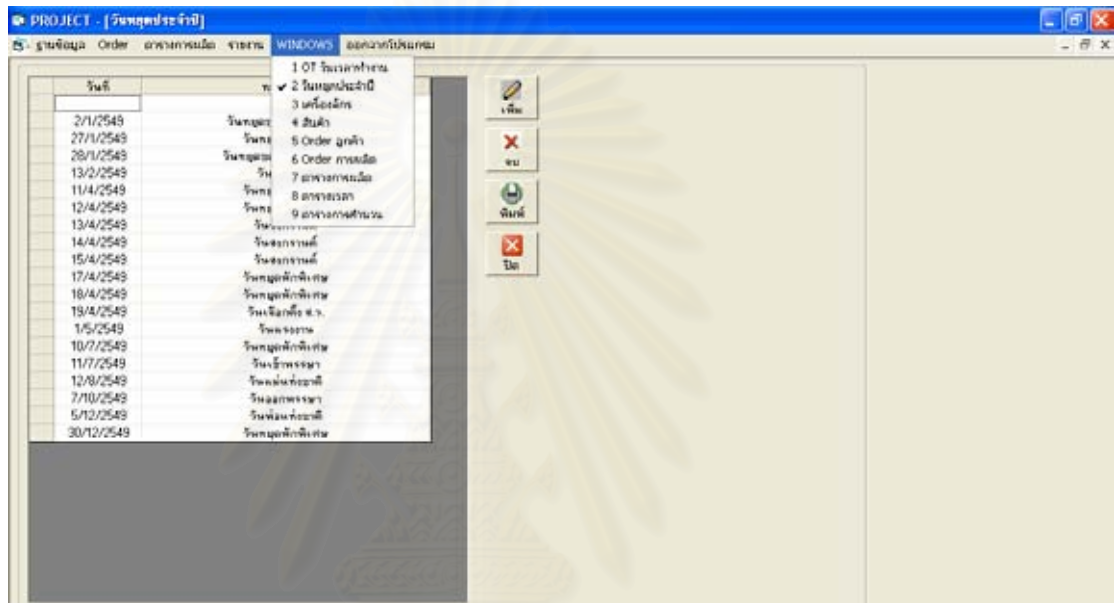 PROJECT - [วันหยุดประจำปี]
ฐานข้อมูล Order ตารางการผลิต รายงาน WINDOWS ออกจากโปรแกรม
1 OT วันเวลาทำงาน
2 วันหยุดประจำปี
3 เครื่องจักร
4 สินค้า
5 Order ลูกค้า
6 Order การผลิต
7 ตารางการผลิต
8 ตารางเวลา
9 ตารางการคำนวน
วันที่
2/1/2549
27/1/2549
28/1/2549
13/2/2549
11/4/2549
12/4/2549
13/4/2549
14/4/2549 วันสงกรานต์
15/4/2549 วันสงกรานต์
17/4/2549 วันหยุดพักพิเศษ
18/4/2549 วันหยุดพักพิเศษ
19/4/2549 วันเลือกตั้ง ส.ว.
1/5/2549 วันแรงงาน
10/7/2549 วันหยุดพักพิเศษ
11/7/2549 วันเข้าพรรษา
12/8/2549 วันแม่แห่งชาติ
7/10/2549 วันออกพรรษา
5/12/2549 วันพ่อแห่งชาติ
30/12/2549 วันหยุดพักพิเศษ
เพิ่ม
ลบ
พิมพ์
ปิด